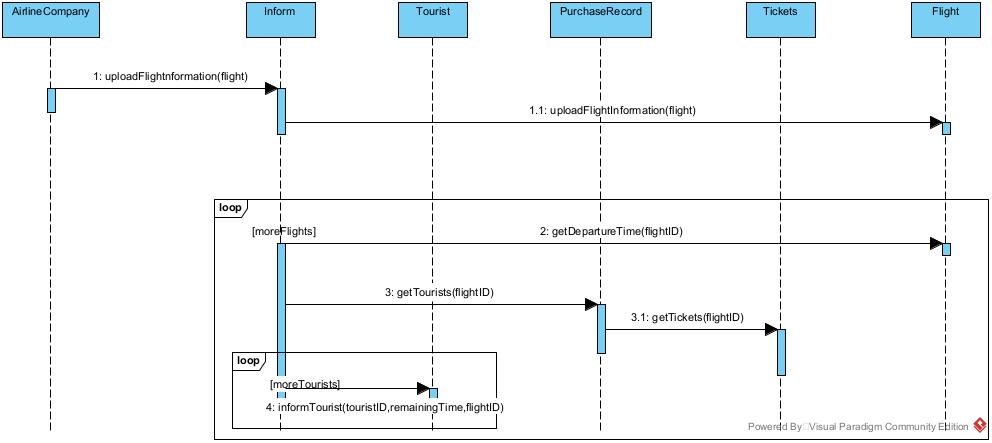 AirlineCompany
Inform
Tourist
PurchaseRecord
Tickets
Flight
1: uploadFlightnformation(flight)
1.1: uploadFlightInformation(flight)
loop
[moreFlights]
2: getDepartureTime(flightID)
3: getTourists(flightID)
3.1: getTickets(flightID)
loop
[moreTourists]
4: informTourist(touristID,remainingTime,flightID)
Powered By Visual Paradigm Community Edition